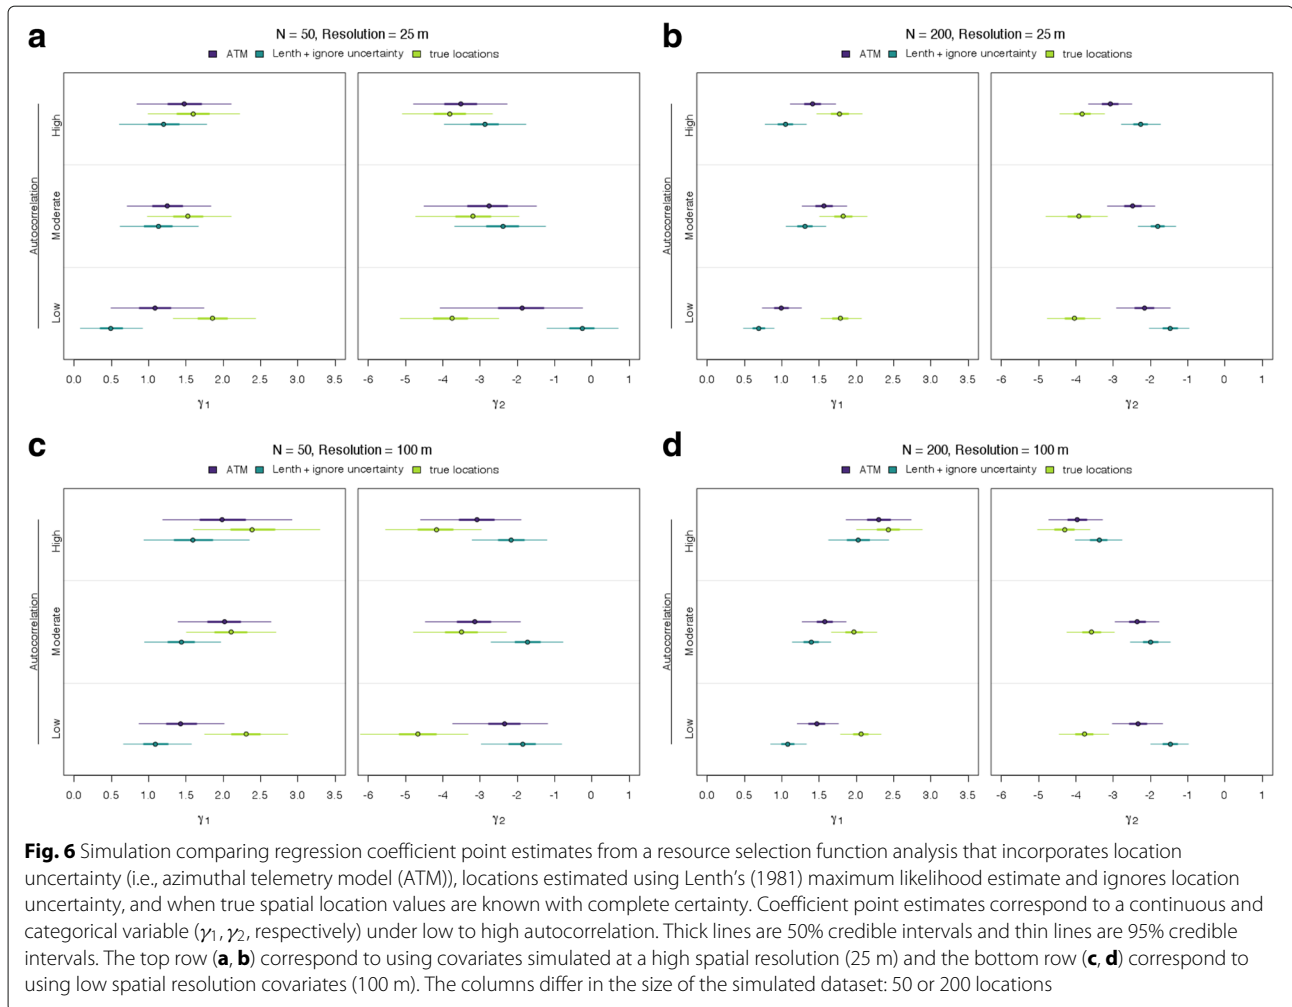 a
N = 50, Resolution = 25 m
ATM Lenth + ignore uncertainty true locations
Autocorrelation
High
Moderate
Low
0.0 0.5 1.0 1.5 2.0 2.5 3.0 3.5
γ1
-6 -5 -4 -3 -2 -1 0 1
γ2
b
N = 200, Resolution = 25 m
ATM Lenth + ignore uncertainty true locations
Autocorrelation
High
Moderate
Low
0.0 0.5 1.0 1.5 2.0 2.5 3.0 3.5
γ1
-6 -5 -4 -3 -2 -1 0 1
γ2
c
N = 50, Resolution = 100 m
ATM Lenth + ignore uncertainty true locations
Autocorrelation
High
Moderate
Low
0.0 0.5 1.0 1.5 2.0 2.5 3.0 3.5
γ1
-6 -5 -4 -3 -2 -1 0 1
γ2
d
N = 200, Resolution = 100 m
ATM Lenth + ignore uncertainty true locations
Autocorrelation
High
Moderate
Low
0.0 0.5 1.0 1.5 2.0 2.5 3.0 3.5
γ1
-6 -5 -4 -3 -2 -1 0 1
γ2
Fig. 6 Simulation comparing regression coefficient point estimates from a resource selection function analysis that incorporates location
uncertainty (i.e., azimuthal telemetry model (ATM)), locations estimated using Lenth's (1981) maximum likelihood estimate and ignores location
uncertainty, and when true spatial location values are known with complete certainty. Coefficient point estimates correspond to a continuous and
categorical variable (γ1, γ2, respectively) under low to high autocorrelation. Thick lines are 50% credible intervals and thin lines are 95% credible
intervals. The top row (a, b) correspond to using covariates simulated at a high spatial resolution (25 m) and the bottom row (c, d) correspond to
using low spatial resolution covariates (100 m). The columns differ in the size of the simulated dataset: 50 or 200 locations